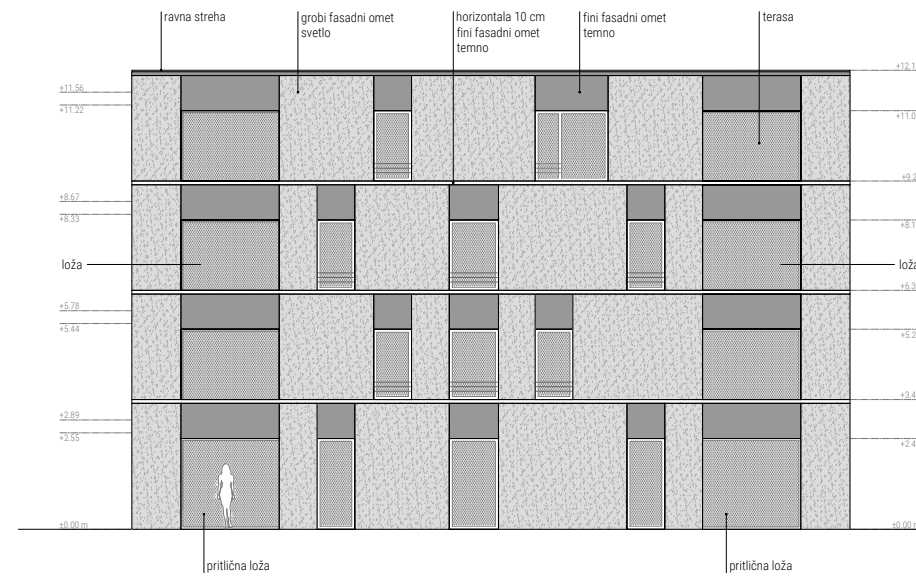 ravna streha
grobi fasadni omet
svetlo
horizontala 10 cm
fini fasadni omet
temno
fini fasadni omet
temno
terasa
+11.56
+11.22
+8.67
+8.33
loža
+5.78
+5.44
+2.89
+2.55
±0.00 m
+12.1
+11.0
+9.2
+8.1
loža
+6.3
+5.2
+3.4
+2.4
±0.00 m
pritlična loža
pritlična loža